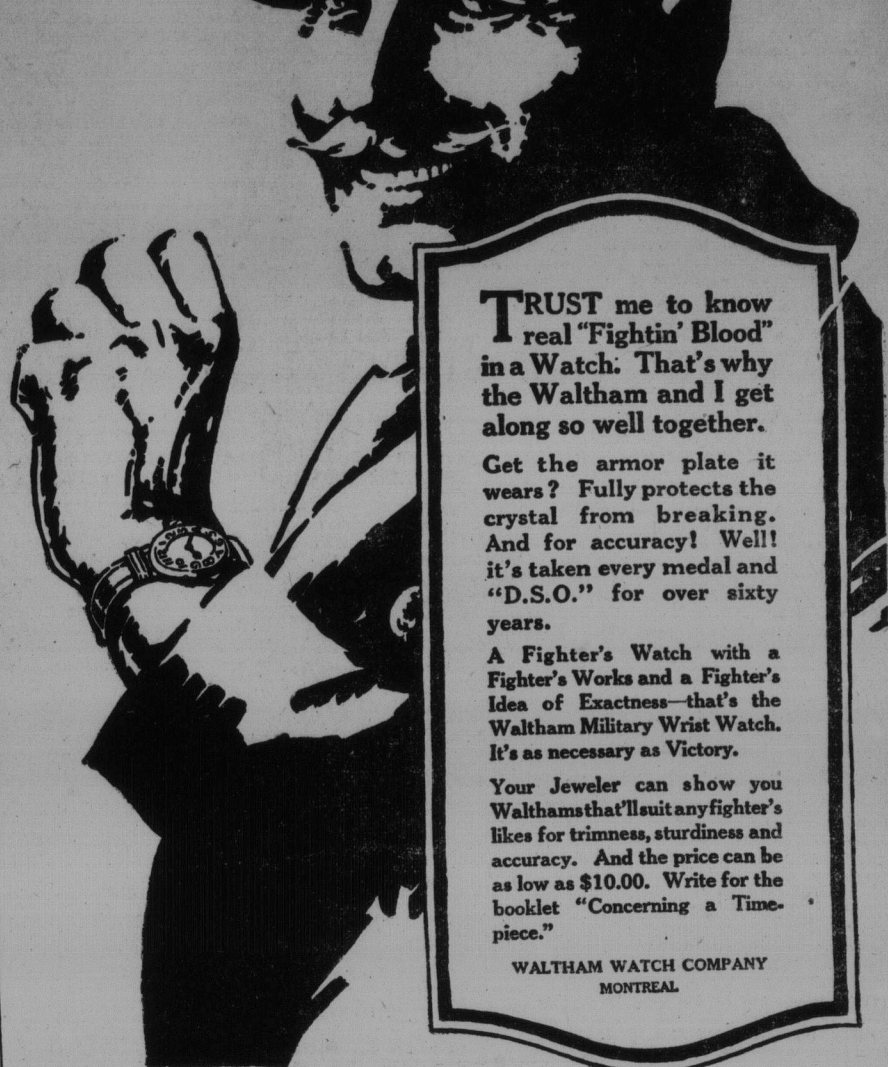 TRUST me to know
real "Fightin' Blood"
in a Watch. That's why
the Waltham and I get
along so well together.
Get the armor plate it
wears? Fully protects the
crystal from breaking.
And for accuracy! Well!
it's taken every medal and
"D.S.O." for over sixty
years.
A Fighter's Watch with a
Fighter's Works and a Fighter's
Idea of Exactness—that's the
Waltham Military Wrist Watch.
It's as necessary as Victory.
Your Jeweler can show you
Walthams that'll suit any fighter's
likes for trimness, sturdiness and
accuracy. And the price can be
as low as $10.00. Write for the
booklet "Concerning a Time-
piece."
WALTHAM WATCH COMPANY
MONTREAL